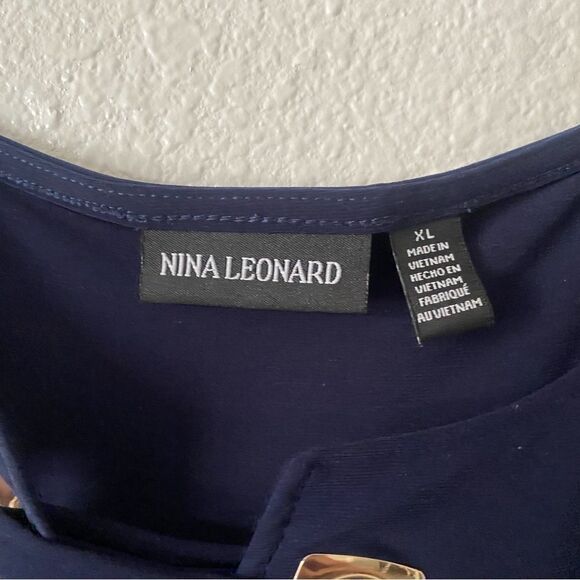 NINA LEONARD
XL
MADE IN
VIETNAM
HECHO EN
VIETNAM
FABRIQUÉ
AU VIETNAM